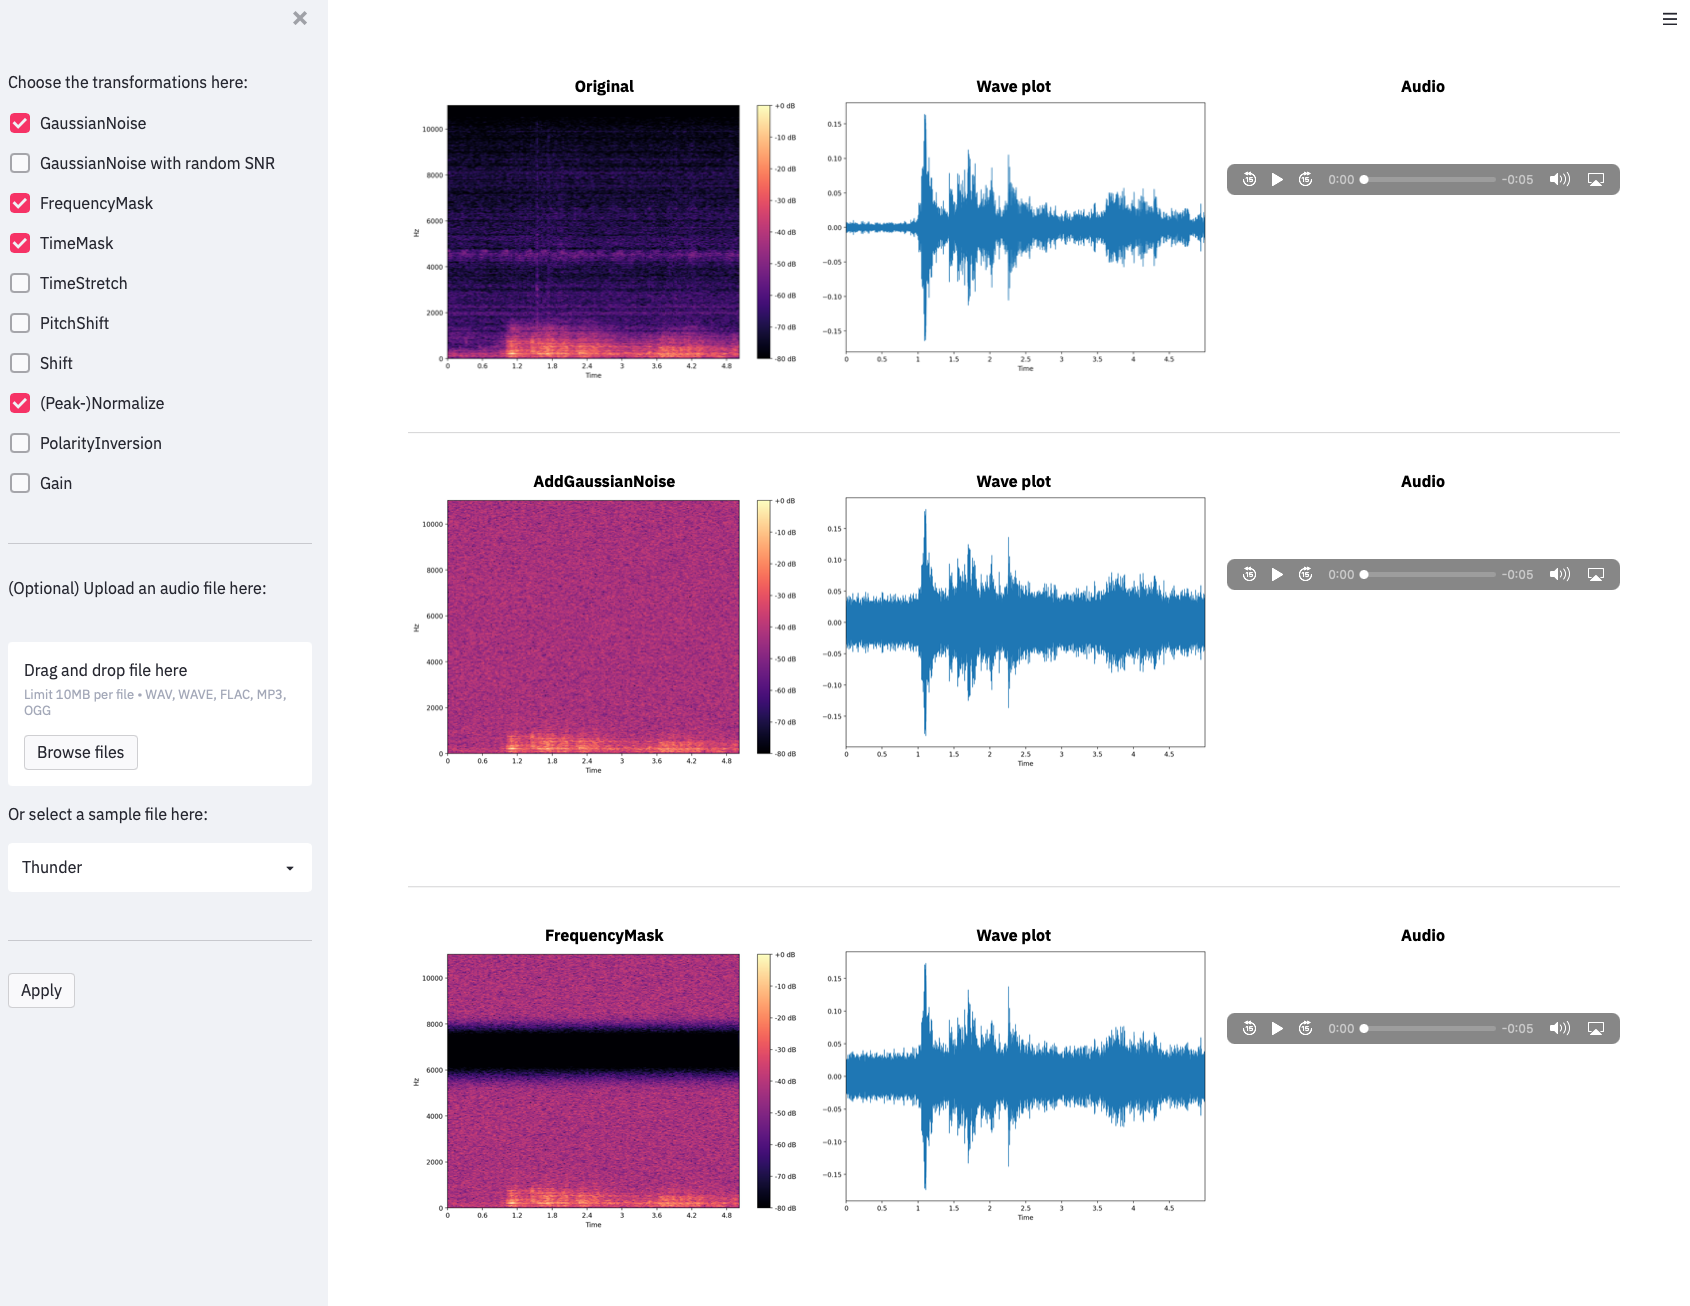 Choose the transformations here:
GaussianNoise
GaussianNoise with random SNR
FrequencyMask
TimeMask
TimeStretch
PitchShift
Shift
(Peak-)Normalize
PolarityInversion
Gain
(Optional) Upload an audio file here:
Drag and drop file here
Limit 10MB per file • WAV, WAVE, FLAC, MP3,
OGG
Browse files
Or select a sample file here:
Thunder
Apply
Original
10000
8000
6000
4000
2000
0
Hz
0 0.6 1.2 1.8 2.4 3 3.6 4.2 4.8
Time
+0 dB
-10 dB
-20 dB
-30 dB
-40 dB
-50 dB
-60 dB
-70 dB
-80 dB
Wave plot
0.15
0.10
0.05
0.00
−0.05
−0.10
−0.15
0 0.5 1 1.5 2 2.5 3 3.5 4 4.5
Time
Audio
15 15 0:00 -0:05
AddGaussianNoise
10000
8000
6000
4000
2000
0
Hz
0 0.6 1.2 1.8 2.4 3 3.6 4.2 4.8
Time
+0 dB
-10 dB
-20 dB
-30 dB
-40 dB
-50 dB
-60 dB
-70 dB
-80 dB
Wave plot
0.15
0.10
0.05
0.00
−0.05
−0.10
−0.15
0 0.5 1 1.5 2 2.5 3 3.5 4 4.5
Time
Audio
15 15 0:00 -0:05
FrequencyMask
10000
8000
6000
4000
2000
0
Hz
0 0.6 1.2 1.8 2.4 3 3.6 4.2 4.8
Time
+0 dB
-10 dB
-20 dB
-30 dB
-40 dB
-50 dB
-60 dB
-70 dB
-80 dB
Wave plot
0.15
0.10
0.05
0.00
−0.05
−0.10
−0.15
0 0.5 1 1.5 2 2.5 3 3.5 4 4.5
Time
Audio
15 15 0:00 -0:05